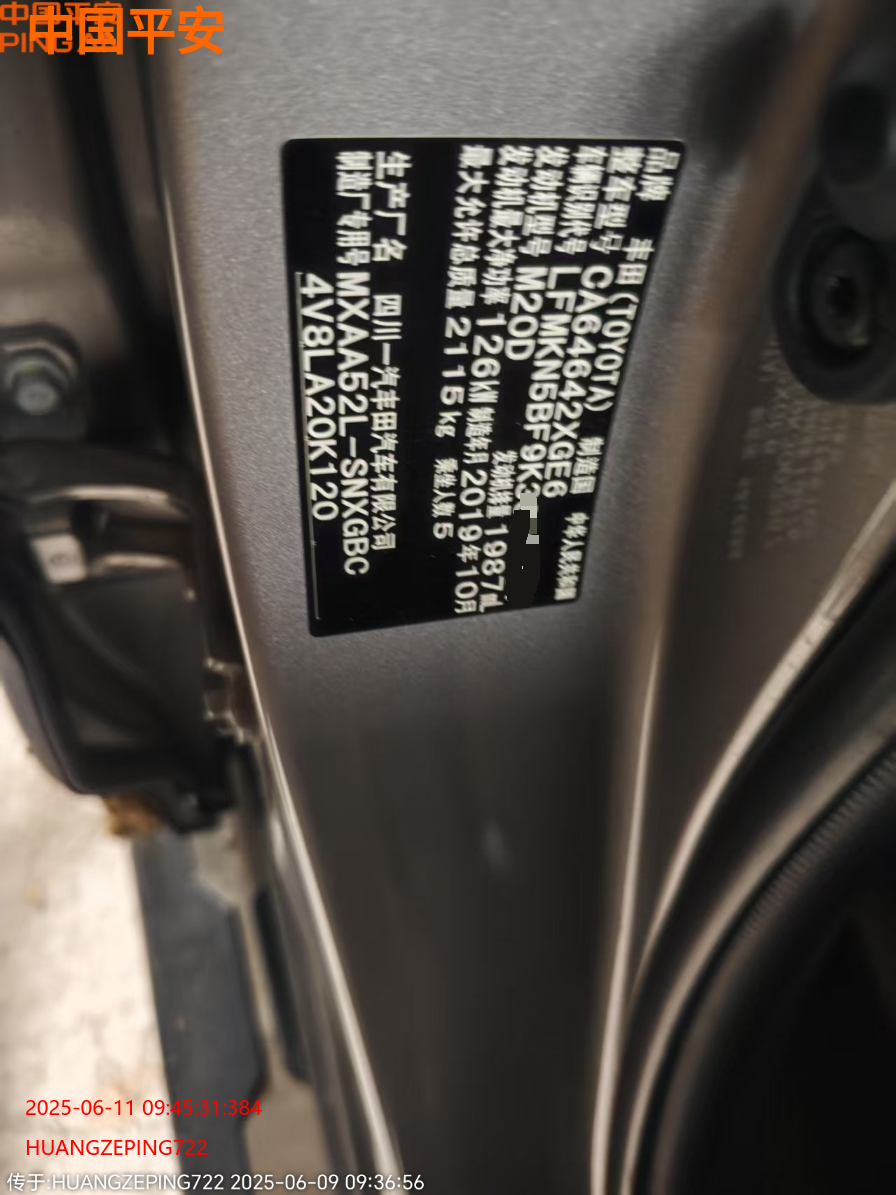 中国平安
中国平安
PING AN
品牌 丰田(TOYOTA) 制造国 中华人民共和国
整车型号 CA64642XGE6
车辆识别代号 LFMKN5BF9K3
发动机型号 M20D 发动机排量 1987mL
发动机最大净功率 126kW 制造年月 2019年10月
最大允许总质量 2115kg 乘坐人数 5
生产厂名 四川一汽丰田汽车有限公司
制造厂专用号 MXAA52L-SNXGBC
4V8LA20K120
2025-06-11 09:45:31:384
HUANGZEPING722
传于:HUANGZEPING722 2025-06-09 09:36:56